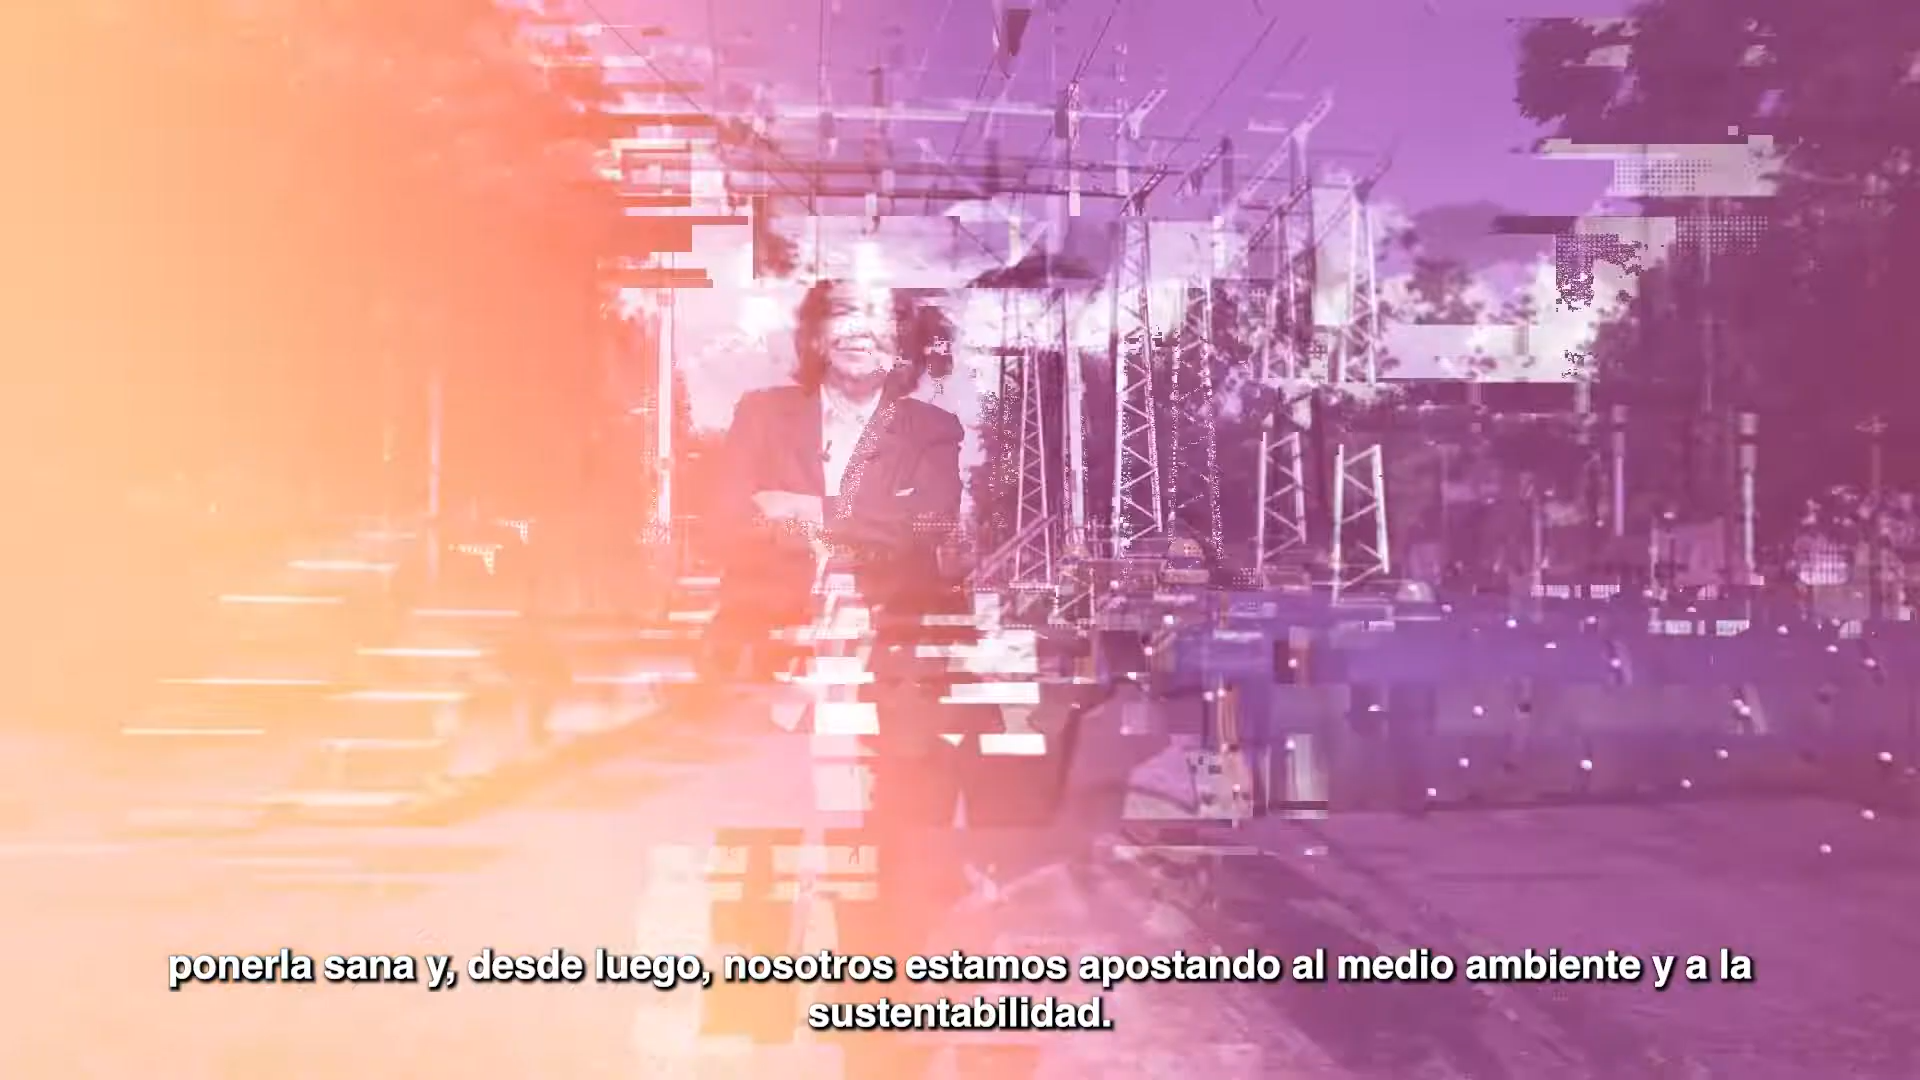 ponerla sana y, desde luego, nosotros estamos apostando al medio ambiente y a la
sustentabilidad.